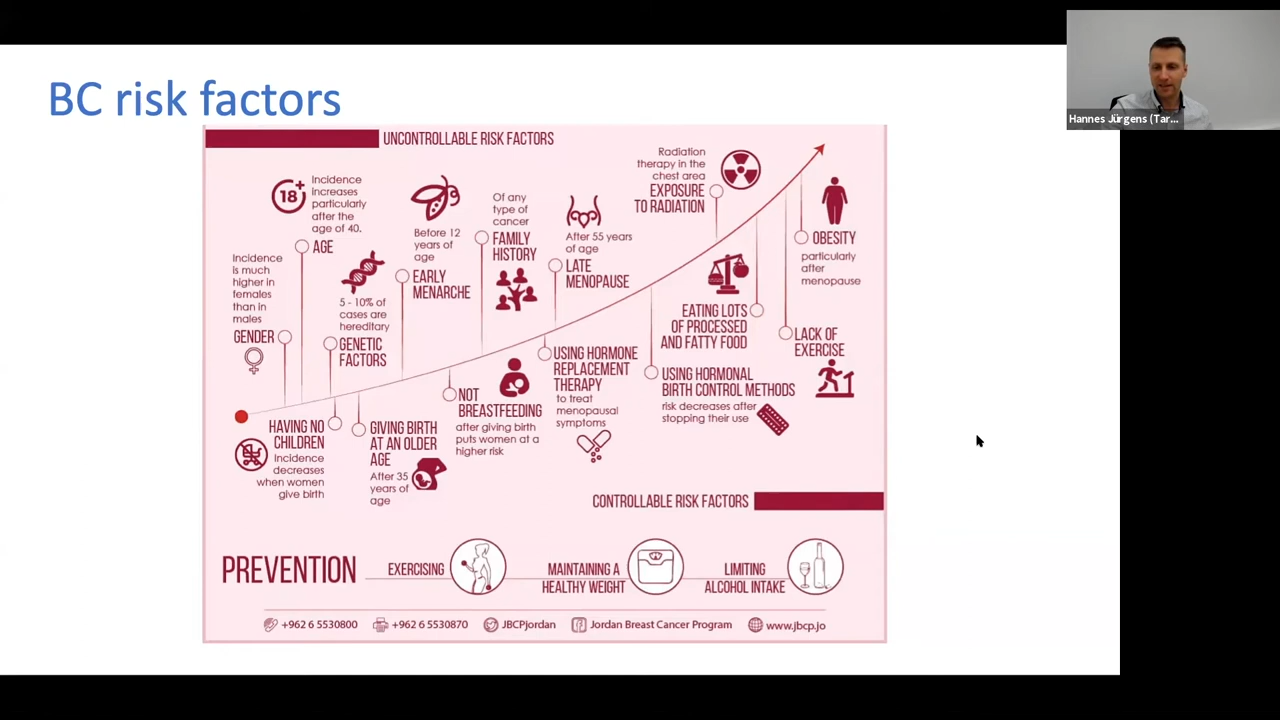 BC risk factors
Hannes Jürgens (Tar...
UNCONTROLLABLE RISK FACTORS
18+
Incidence
increases
particularly
after the
age of 40.
AGE
Incidence
is much
higher in
females
than in
males
GENDER
5 - 10% of
cases are
hereditary
GENETIC
FACTORS
Before 12
years of
age
EARLY
MENARCHE
Of any
type of
cancer
FAMILY
HISTORY
After 55 years
of age
LATE
MENOPAUSE
Radiation
therapy in the
chest area
EXPOSURE
TO RADIATION
OBESITY
particularly
after
menopause
EATING LOTS
OF PROCESSED
AND FATTY FOOD
LACK OF
EXERCISE
USING HORMONAL
BIRTH CONTROL METHODS
risk decreases after
stopping their use
USING HORMONE
REPLACEMENT
THERAPY
to treat
menopausal
symptoms
NOT
BREASTFEEDING
after giving birth
puts women at a
higher risk
GIVING BIRTH
AT AN OLDER
AGE
After 35
years of
age
HAVING NO
CHILDREN
Incidence
decreases
when women
give birth
CONTROLLABLE RISK FACTORS
PREVENTION
EXERCISING
MAINTAINING A
HEALTHY WEIGHT
LIMITING
ALCOHOL INTAKE
+962 6 5530800
+962 6 5530870
JBCPjordan
Jordan Breast Cancer Program
www.jbcp.jo